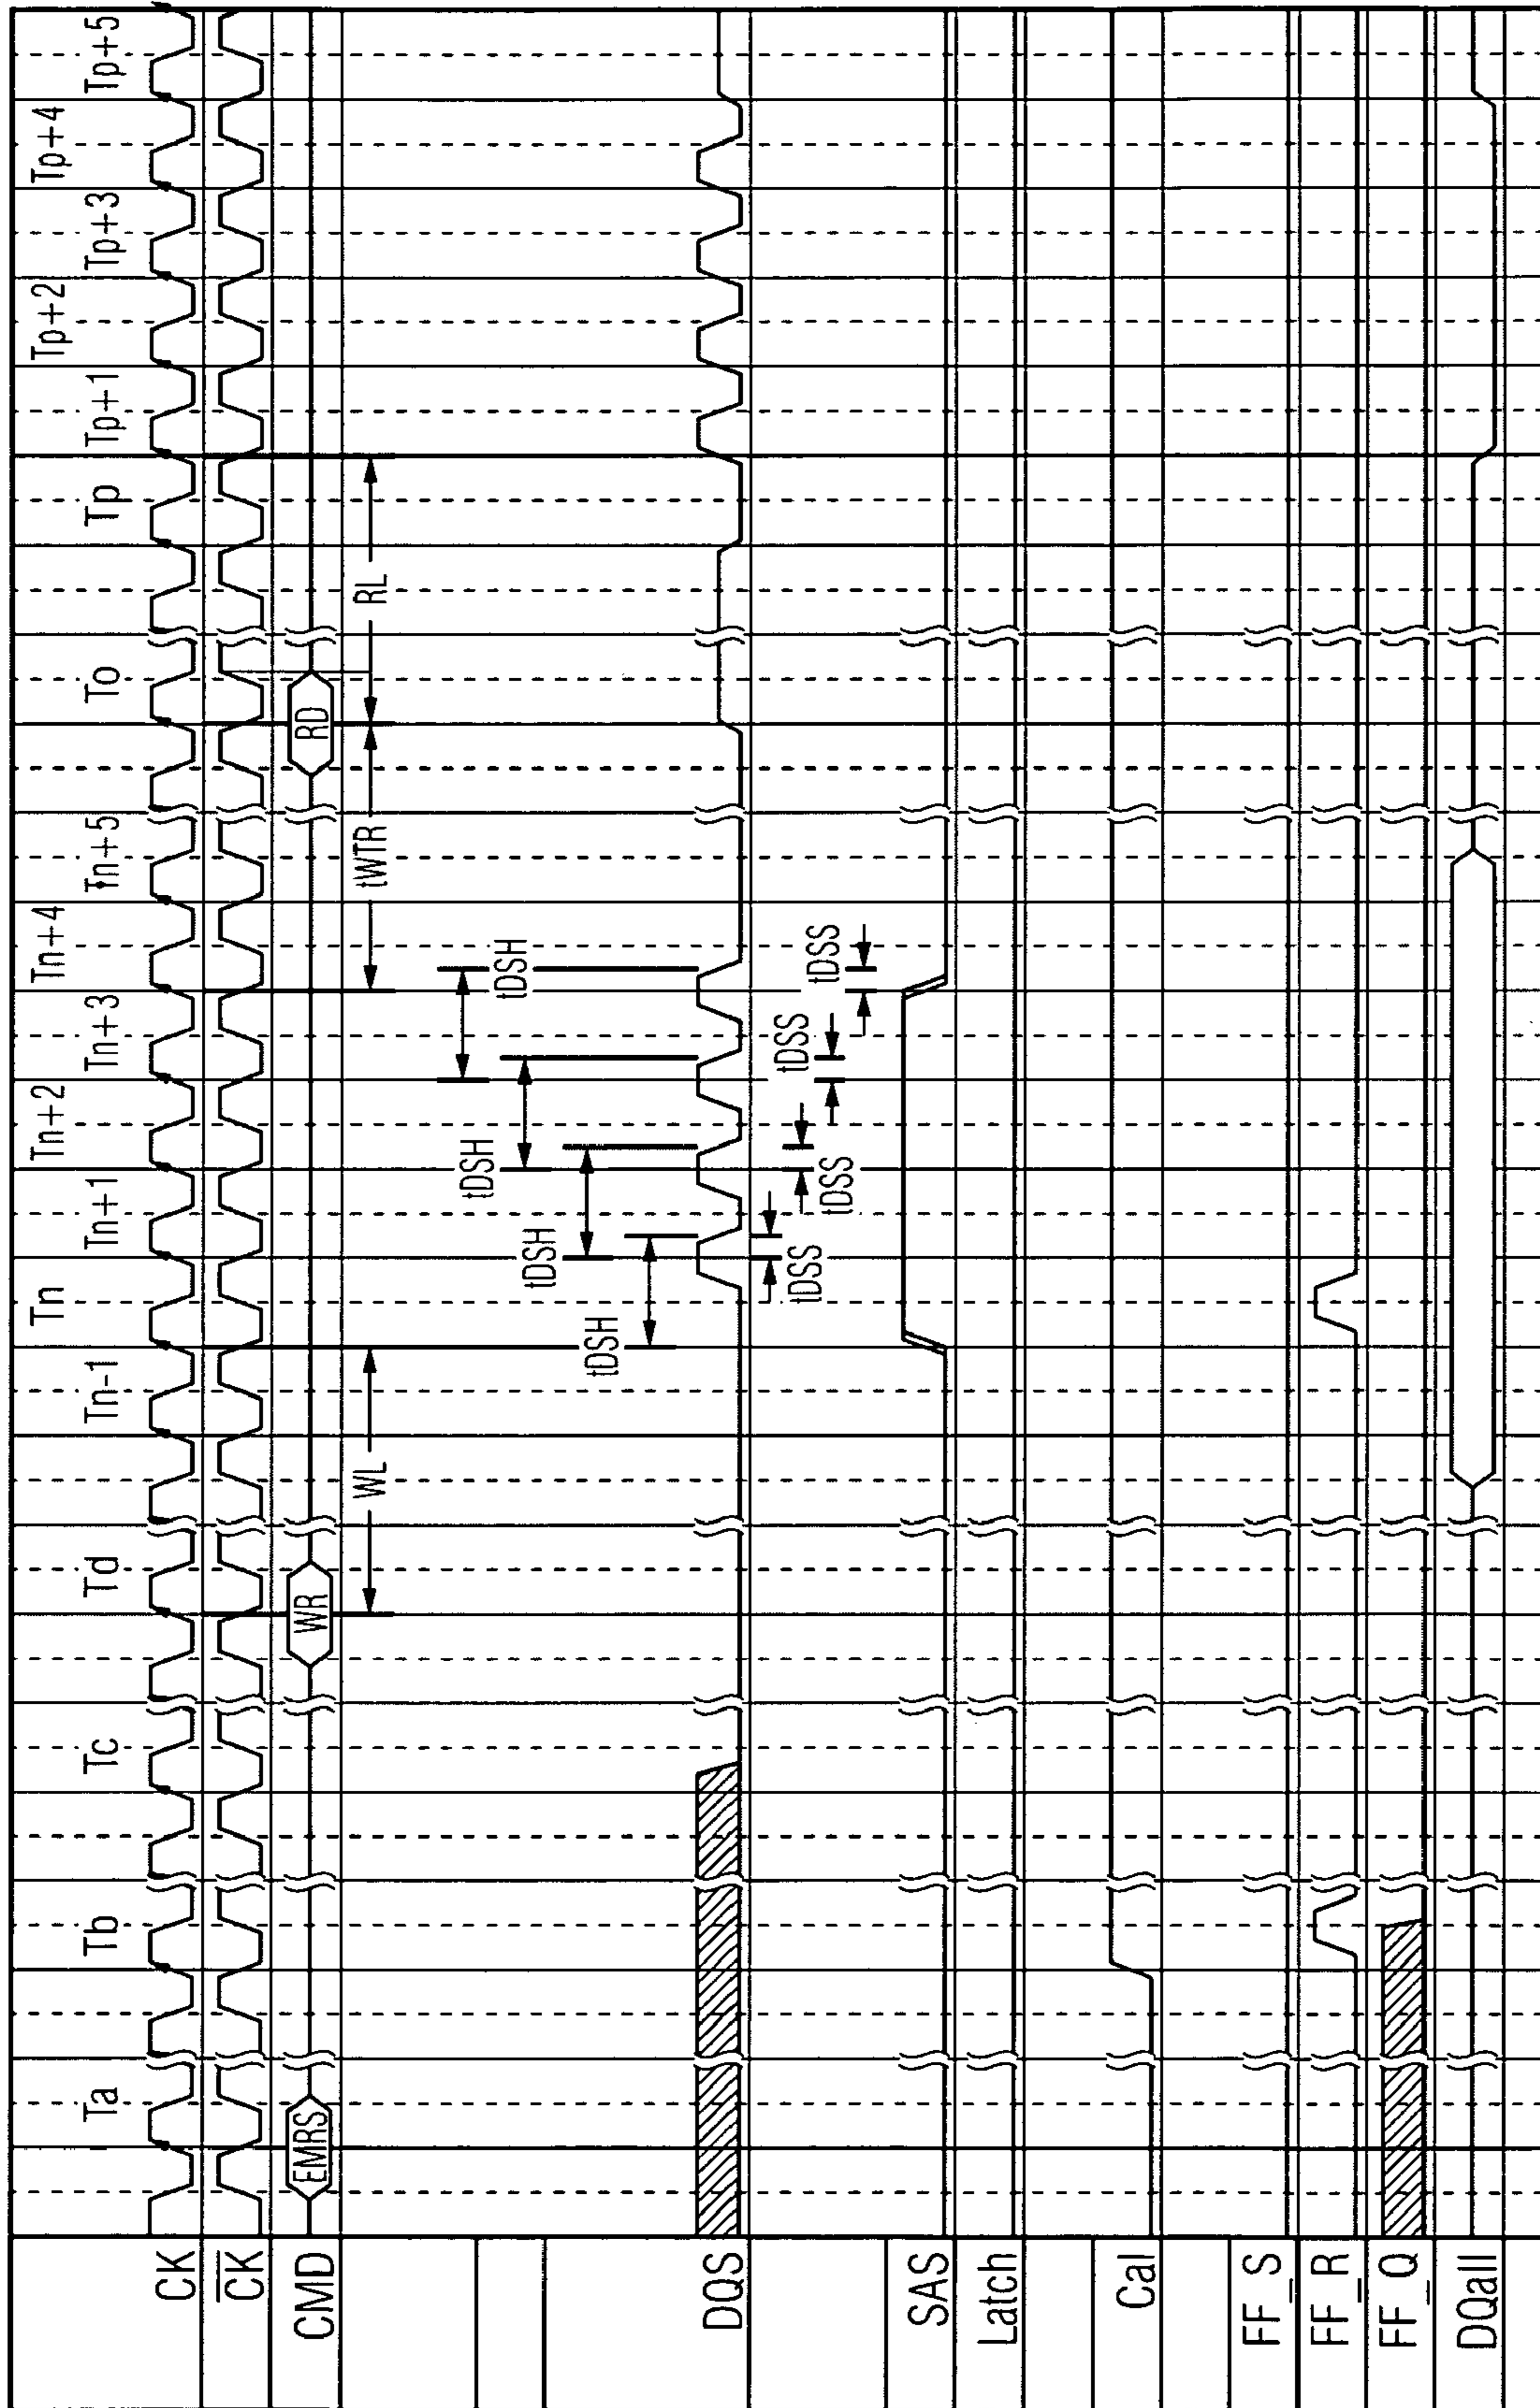 Ta Tb Tc Td Tn-1 Tn Tn+1 Tn+2 Tn+3 Tn+4 Tn+5 To Tp Tp+1 Tp+2 Tp+3 Tp+4 Tp+5
CK
CK
CMD EMRS WR RD
WL tWTR RL
tDSH
tDSH
tDSH
tDSH
DQS
tDSS
tDSS
tDSS
tDSS
SAS
Latch
Cal
FF_S
FF_R
FF_Q
DQall